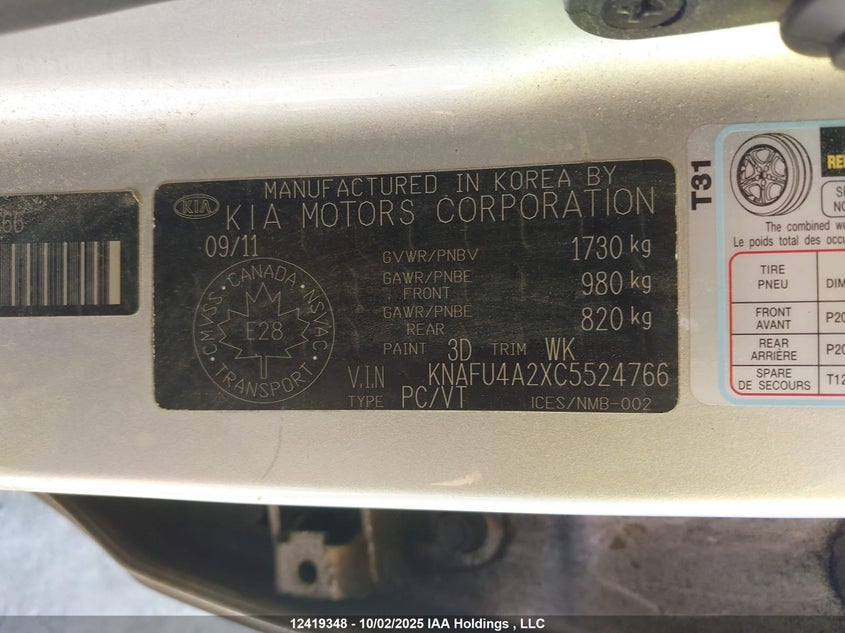 466
MANUFACTURED IN KOREA BY
KIA KIA MOTORS CORPORATION
09/11
GVWR/PNBV 1730 kg
GAWR/PNBE FRONT 980 kg
GAWR/PNBE REAR 820 kg
PAINT 3D TRIM WK
V.I.N KNAFU4A2XC5524766
TYPE PC/VT ICES/NMB-002
CANADA NSVAC TRANSPORT CMVSS
E28
T31
The combined
Le poids total des
TIRE
PNEU
FRONT
AVANT
REAR
ARRIÈRE
SPARE
DE SECOURS
12419348 - 10/02/2025 IAA Holdings , LLC